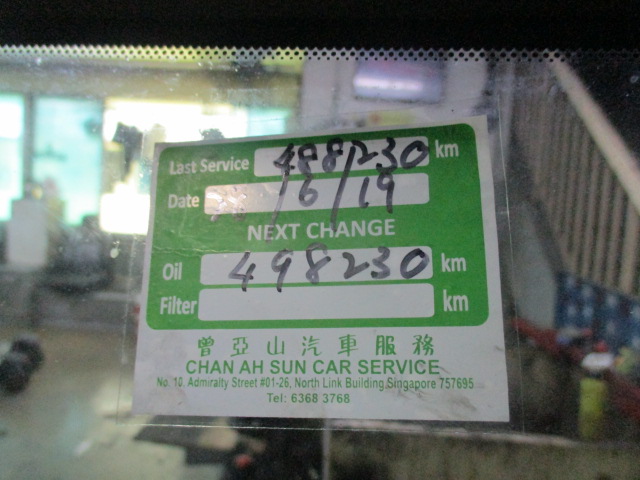 Last Service 488230 km
Date /6/19
NEXT CHANGE
Oil 498230 km
Filter km
曾亞山汽車服務
CHAN AH SUN CAR SERVICE
No. 10. Admiralty Street #01-26, North Link Building Singapore 757695
Tel: 6368 3768